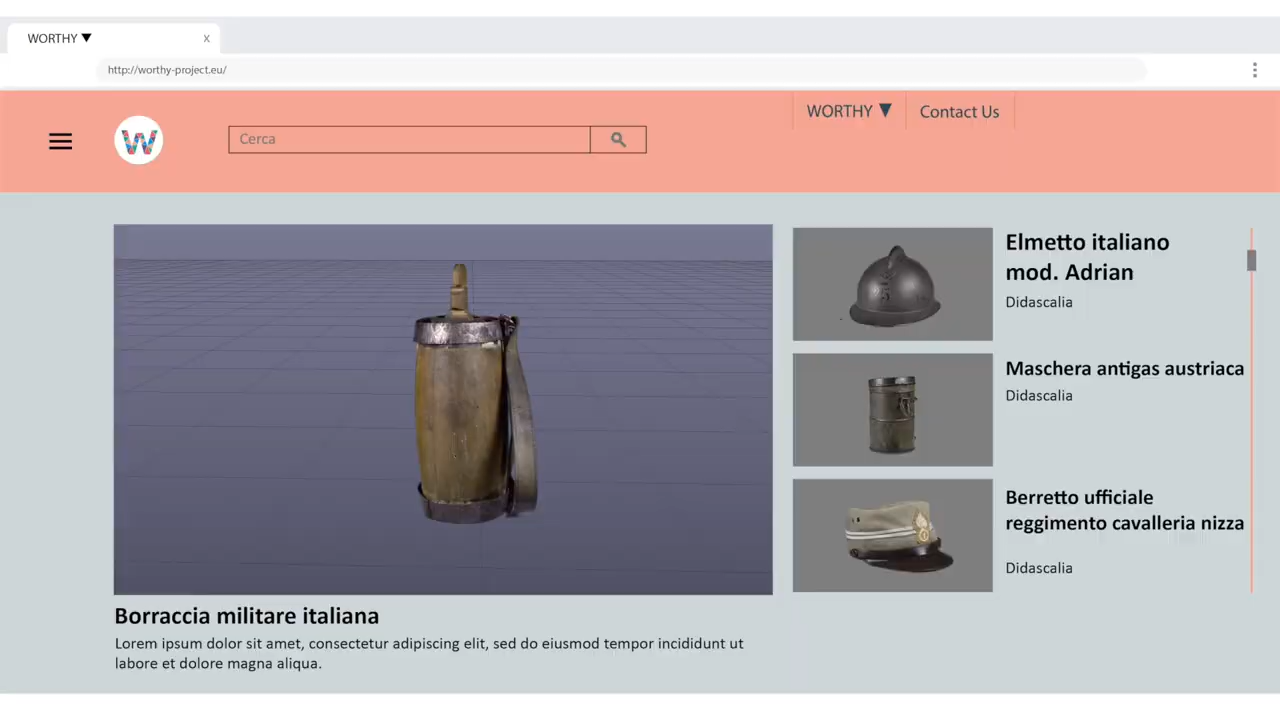 WORTHY ▼ x
http://worthy-project.eu/
W
Cerca
WORTHY ▼
Contact Us
Borraccia militare italiana
Lorem ipsum dolor sit amet, consectetur adipiscing elit, sed do eiusmod tempor incididunt ut
labore et dolore magna aliqua.
Elmetto italiano
mod. Adrian
Didascalia
Maschera antigas austriaca
Didascalia
Berretto ufficiale
reggimento cavalleria nizza
Didascalia